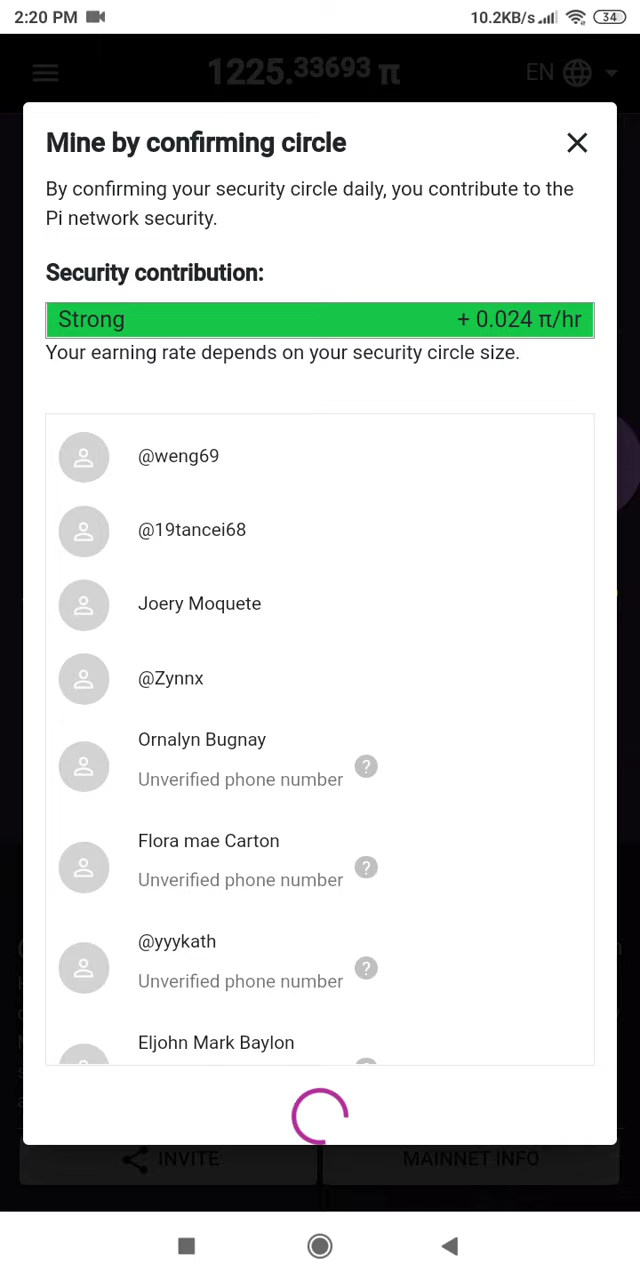 2:20 PM 10.2KB/s 34
1225.33693 π EN
Mine by confirming circle
By confirming your security circle daily, you contribute to the
Pi network security.
Security contribution:
Strong + 0.024 π/hr
Your earning rate depends on your security circle size.
@weng69
@19tancei68
Joery Moquete
@Zynnx
Ornalyn Bugnay
Unverified phone number ?
Flora mae Carton
Unverified phone number ?
@yyykath
Unverified phone number ?
Eljohn Mark Baylon
INVITE MAINNET INFO